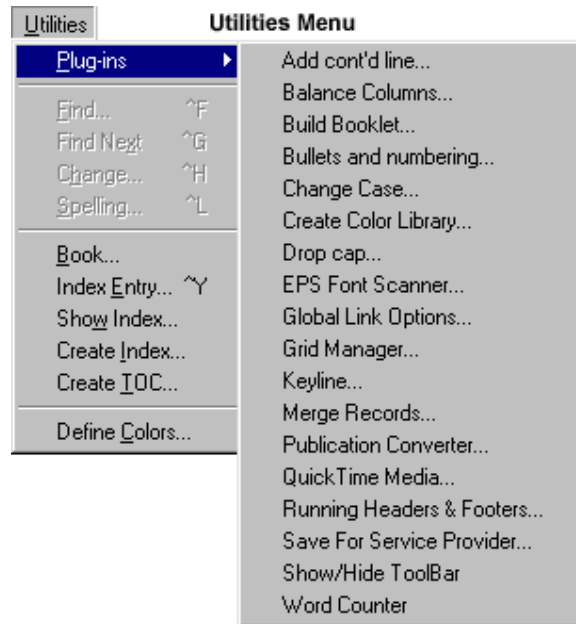 Utilities
Utilities Menu
Plug-ins
Find... ^F
Find Next ^G
Change... ^H
Spelling... ^L
Book...
Index Entry... ^Y
Show Index...
Create Index...
Create TOC...
Define Colors...
Add cont'd line...
Balance Columns...
Build Booklet...
Bullets and numbering...
Change Case...
Create Color Library...
Drop cap...
EPS Font Scanner...
Global Link Options...
Grid Manager...
Keyline...
Merge Records...
Publication Converter...
QuickTime Media...
Running Headers & Footers...
Save For Service Provider...
Show/Hide ToolBar
Word Counter